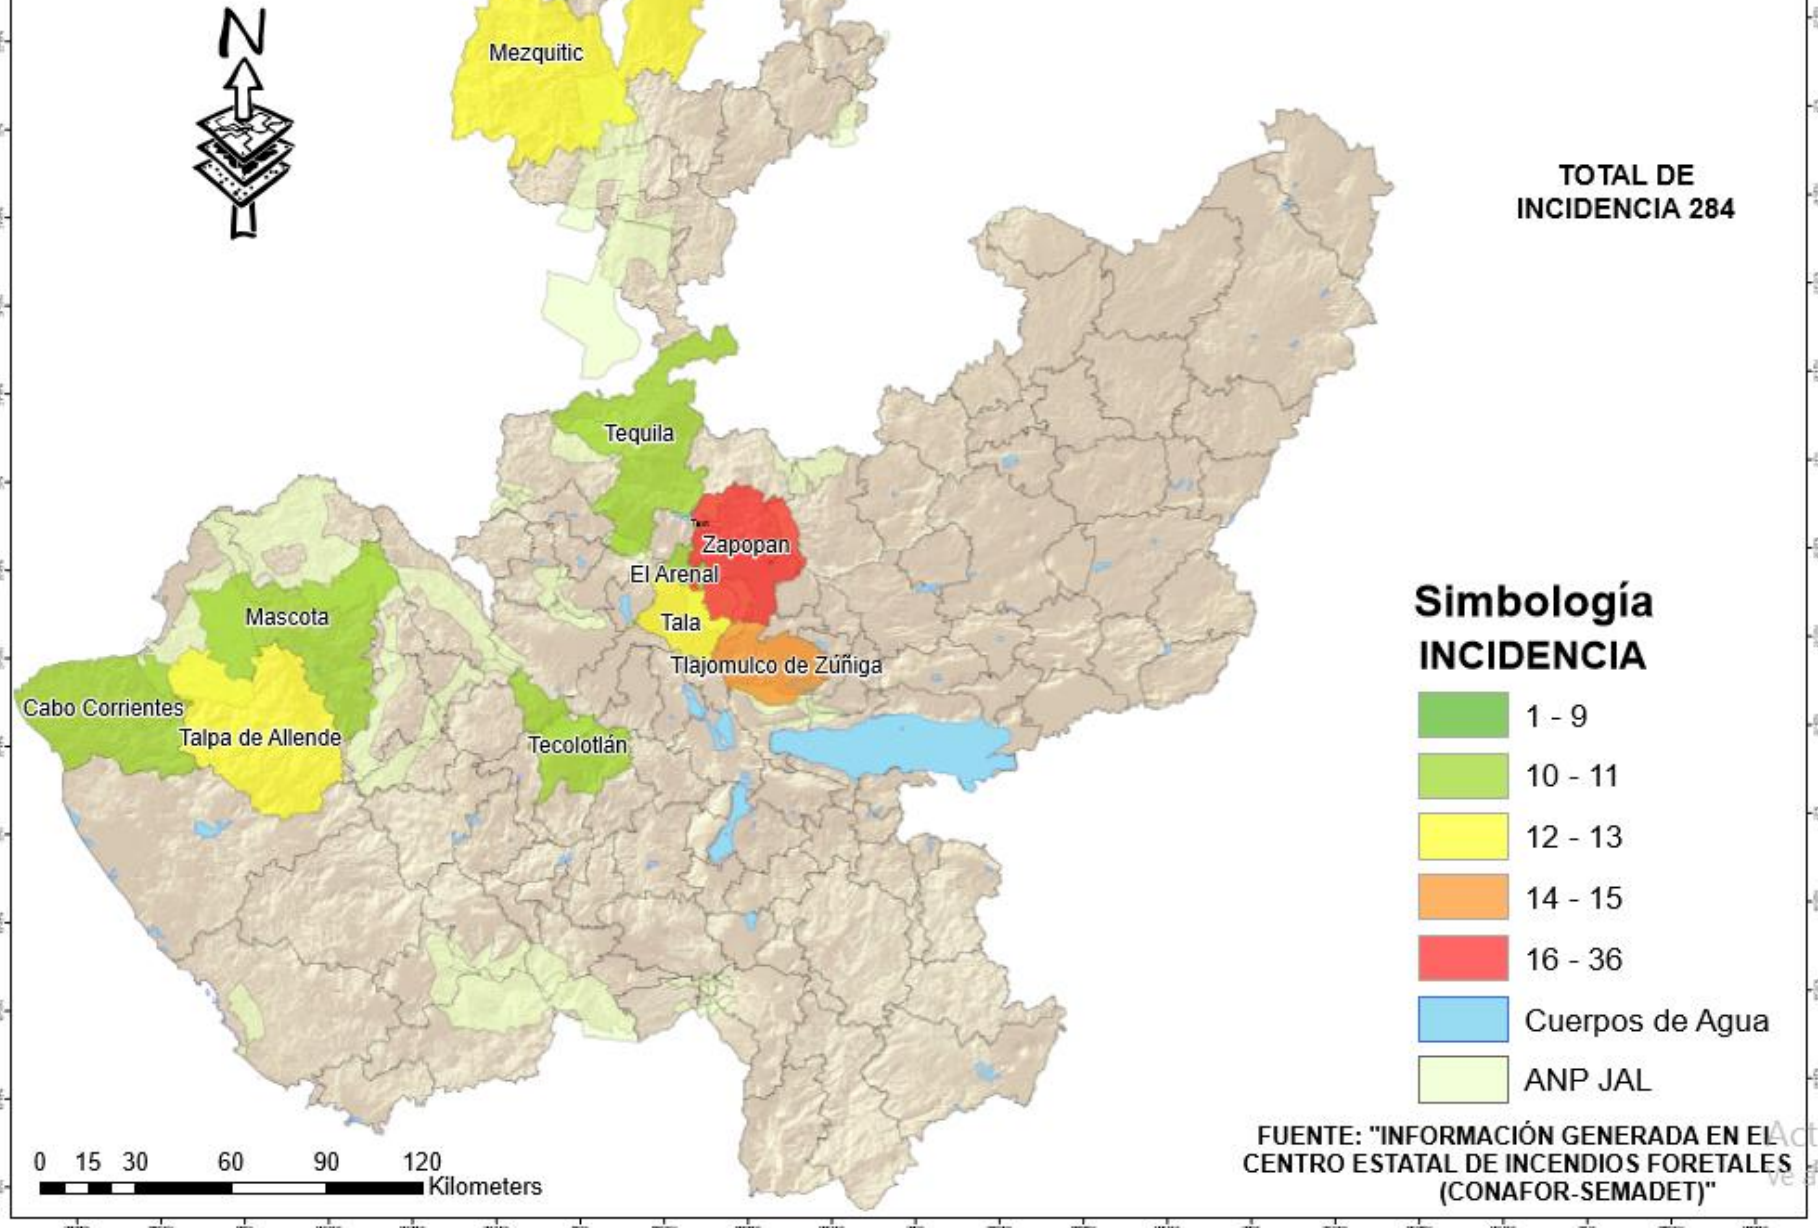 N
Mezquitic
TOTAL DE
INCIDENCIA 284
Tequila
Zapopan
El Arenal
Tala
Tlajomulco de Zúñiga
Mascota
Cabo Corrientes
Talpa de Allende
Tecolotlán
Simbología
INCIDENCIA
1 - 9
10 - 11
12 - 13
14 - 15
16 - 36
Cuerpos de Agua
ANP JAL
FUENTE: "INFORMACIÓN GENERADA EN EL
CENTRO ESTATAL DE INCENDIOS FORETALES
(CONAFOR-SEMADET)"
0 15 30 60 90 120
Kilometers